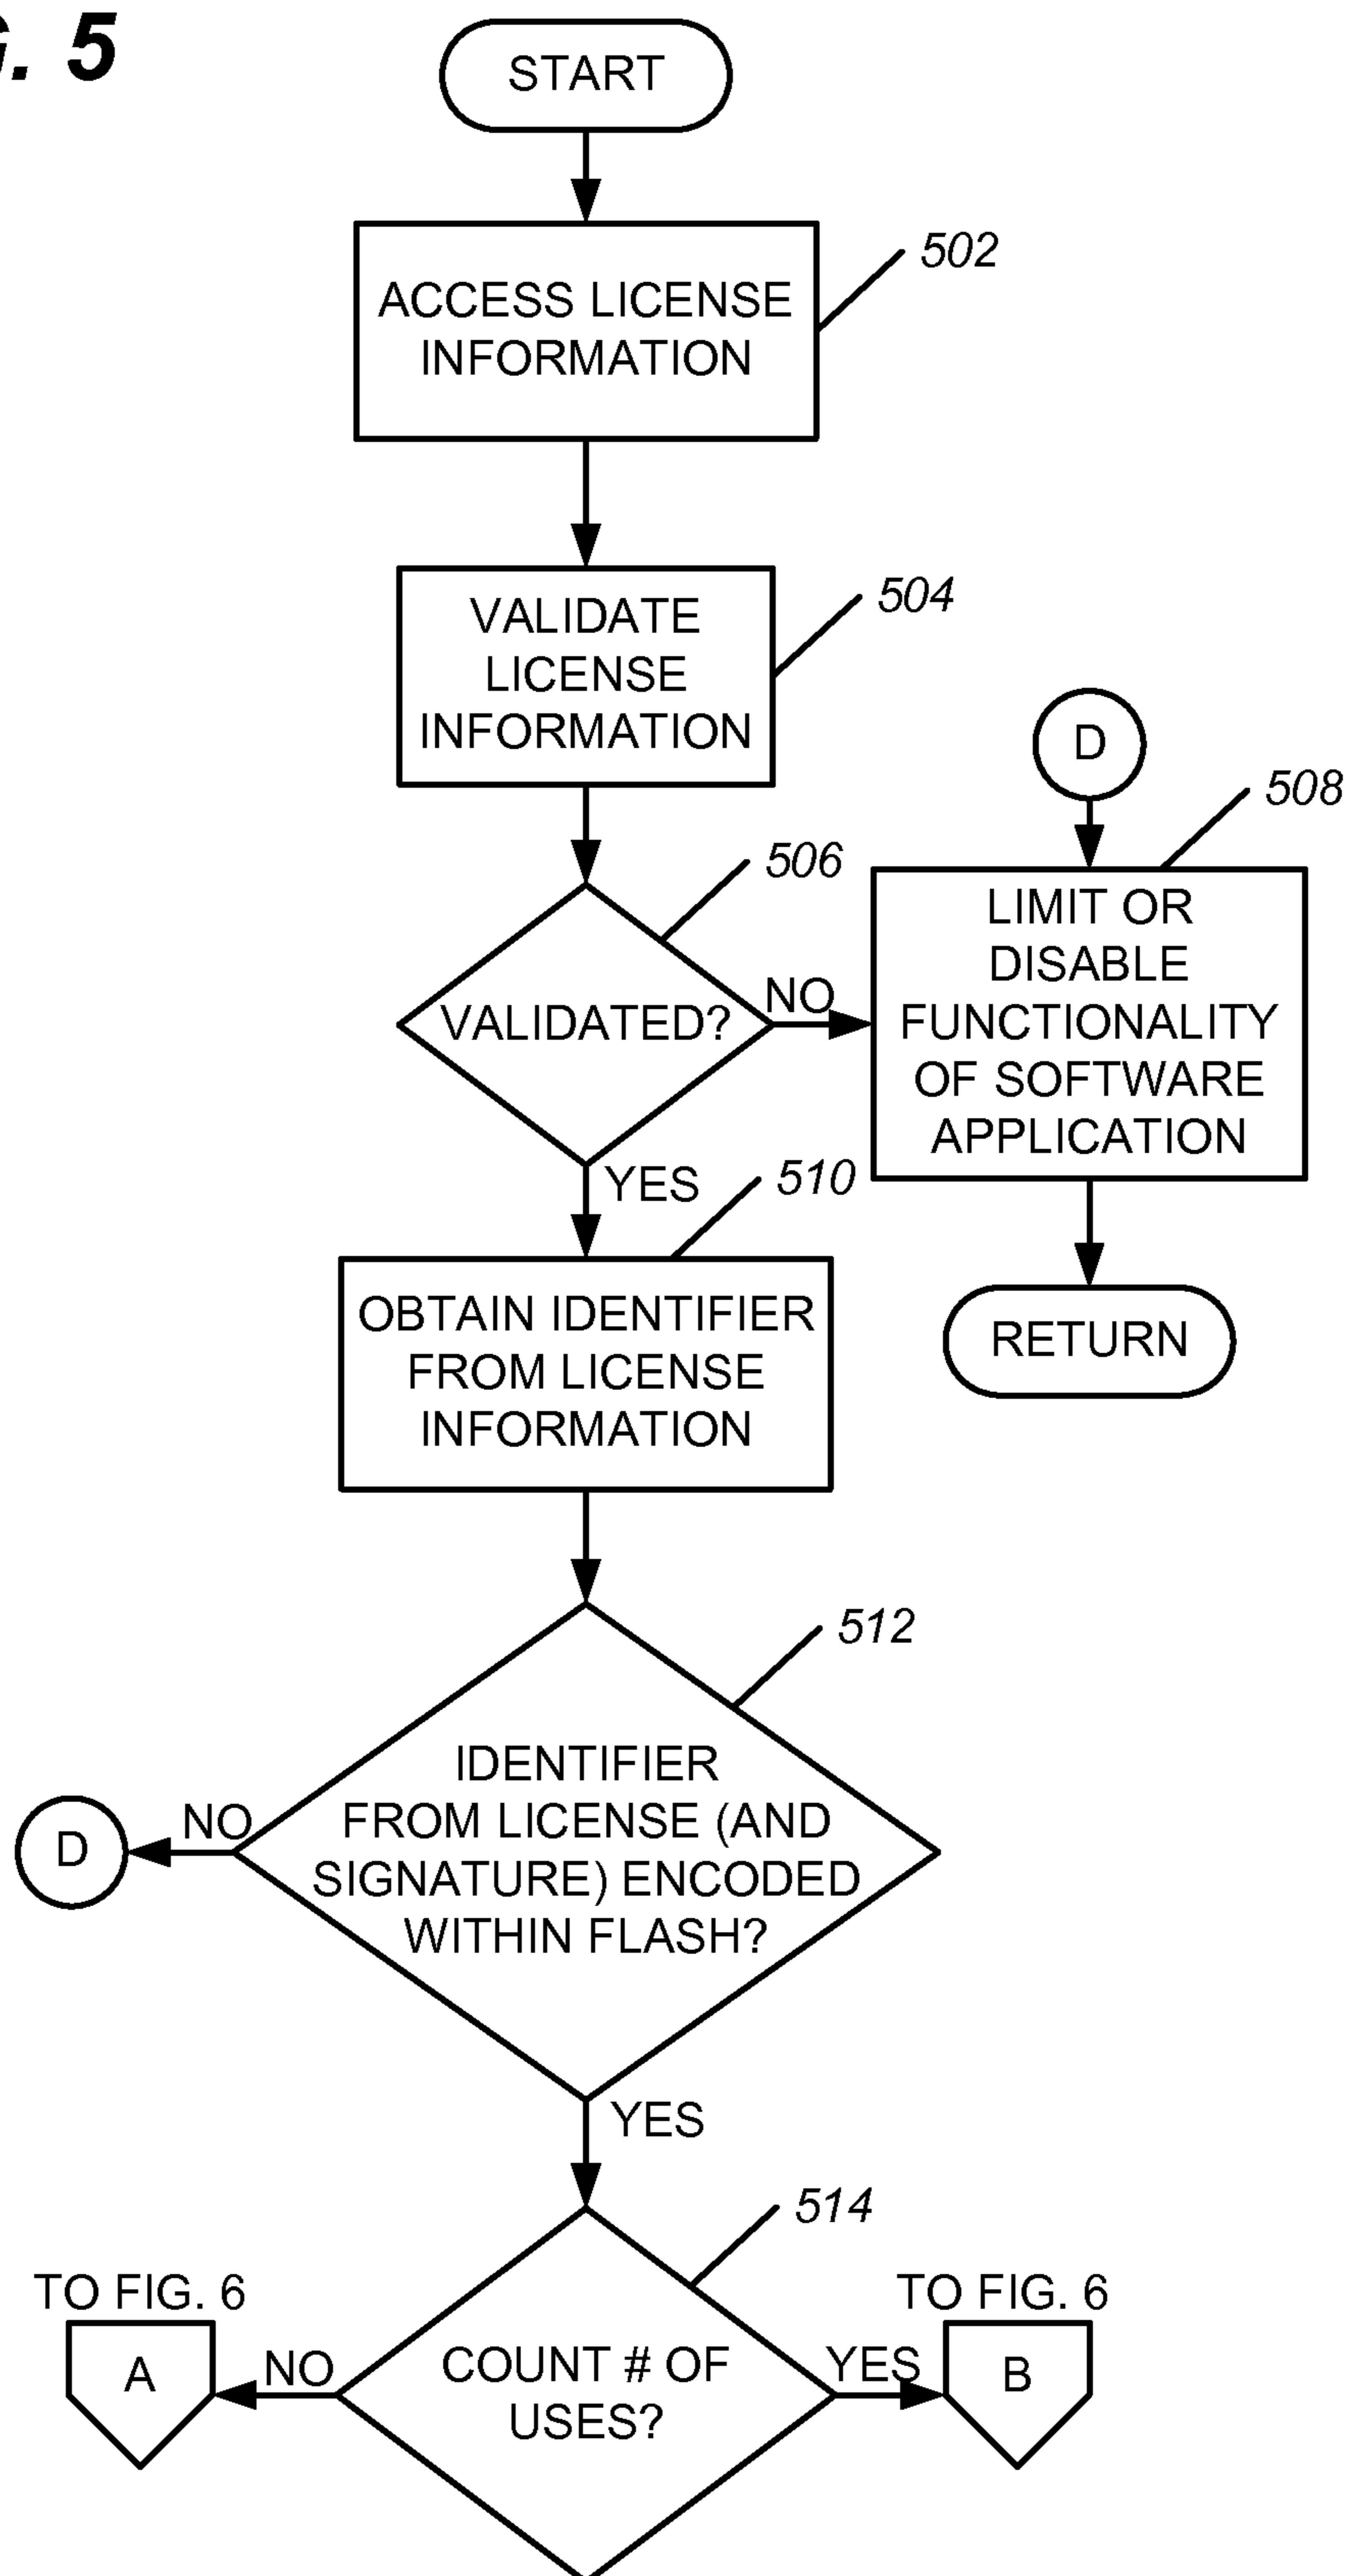 G. 5
START
502
ACCESS LICENSE
INFORMATION
504
VALIDATE
LICENSE
INFORMATION
D
508
506
LIMIT OR
DISABLE
FUNCTIONALITY
OF SOFTWARE
APPLICATION
VALIDATED?
NO
YES
510
OBTAIN IDENTIFIER
FROM LICENSE
INFORMATION
RETURN
512
IDENTIFIER
FROM LICENSE (AND
SIGNATURE) ENCODED
WITHIN FLASH?
NO
D
YES
514
TO FIG. 6
A
NO
COUNT # OF
USES?
YES
TO FIG. 6
B